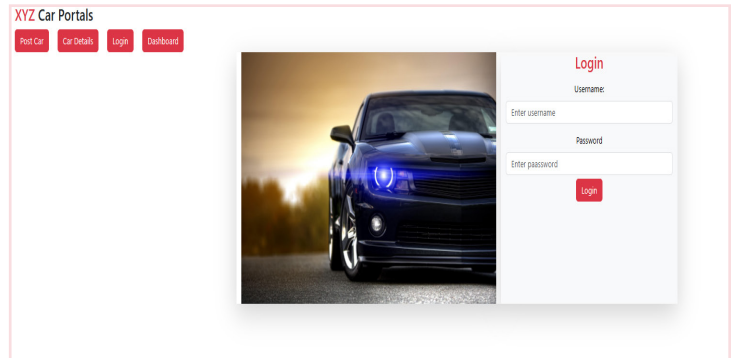 XYZ Car Portals
Post Car Car Details Login Dashboard
Login
Username:
Enter username
Password
Enter paassword
Login